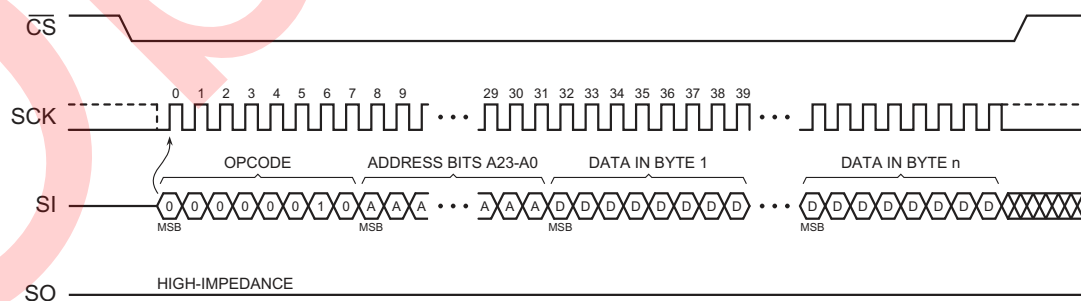 CS
SCK
0 1 2 3 4 5 6 7 8 9 29 30 31 32 33 34 35 36 37 38 39
OPCODE ADDRESS BITS A23-A0 DATA IN BYTE 1 DATA IN BYTE n
SI
0 0 0 0 0 0 1 0 A A A A A A D D D D D D D D D D D D D D D D
MSB MSB MSB MSB
SO
HIGH-IMPEDANCE